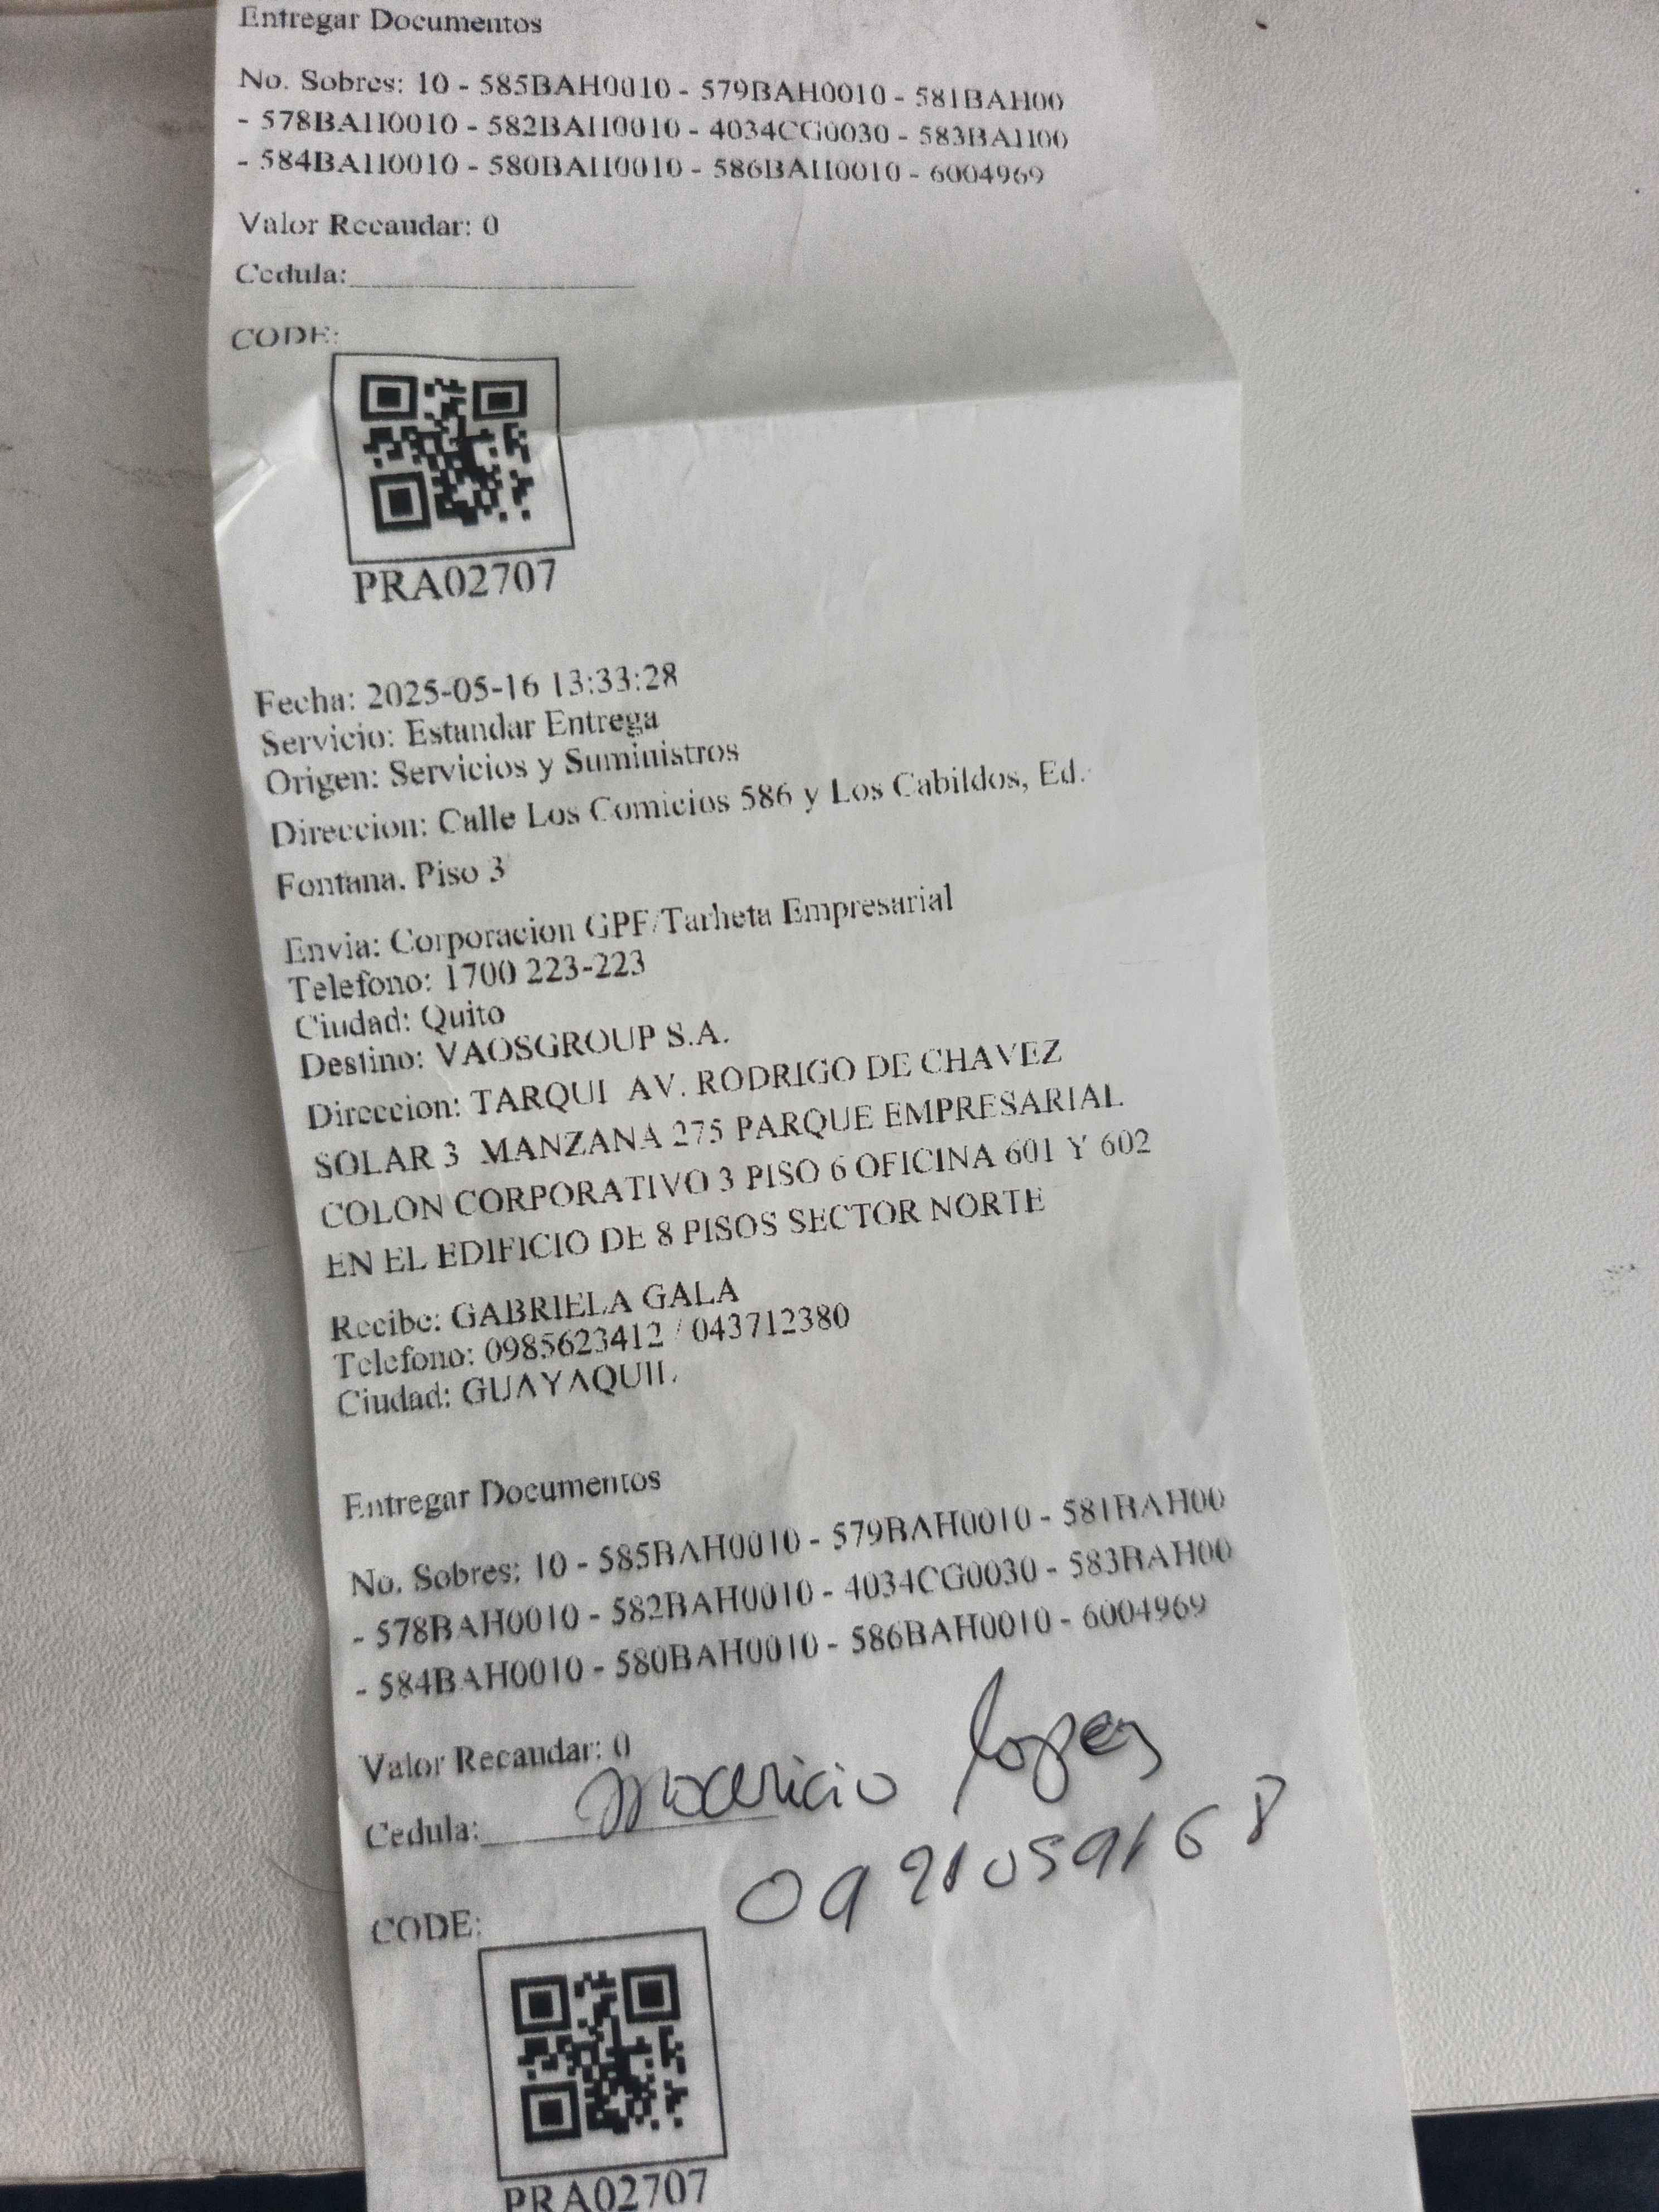 Entregar Documentos
No. Sobres: 10 - 585BAH0010 - 579BAH0010 - 581BAH00
- 578BAH0010 - 582BAH0010 - 4034CG0030 - 583BAH00
- 584BAH0010 - 580BAH0010 - 586BAH0010 - 6004969
Valor Recaudar: 0
Cedula:
CODE:
PRA02707
Fecha: 2025-05-16 13:33:28
Servicio: Estandar Entrega
Origen: Servicios y Suministros
Direccion: Calle Los Comicios 586 y Los Cabildos, Ed.
Fontana. Piso 3
Envia: Corporacion GPF/Tarheta Empresarial
Telefono: 1700 223-223
Ciudad: Quito
Destino: VAOSGROUP S.A.
Direccion: TARQUI AV. RODRIGO DE CHAVEZ
SOLAR 3 MANZANA 275 PARQUE EMPRESARIAL
COLON CORPORATIVO 3 PISO 6 OFICINA 601 Y 602
EN EL EDIFICIO DE 8 PISOS SECTOR NORTE
Recibe: GABRIELA GALA
Telefono: 0985623412 / 043712380
Ciudad: GUAYAQUIL
Entregar Documentos
No. Sobres: 10 - 585BAH0010 - 579BAH0010 - 581BAH00
- 578BAH0010 - 582BAH0010 - 4034CG0030 - 583BAH00
- 584BAH0010 - 580BAH0010 - 586BAH0010 - 6004969
Valor Recaudar: 0
Cedula: Mauricio Lopez
0921059168
CODE:
PRA02707